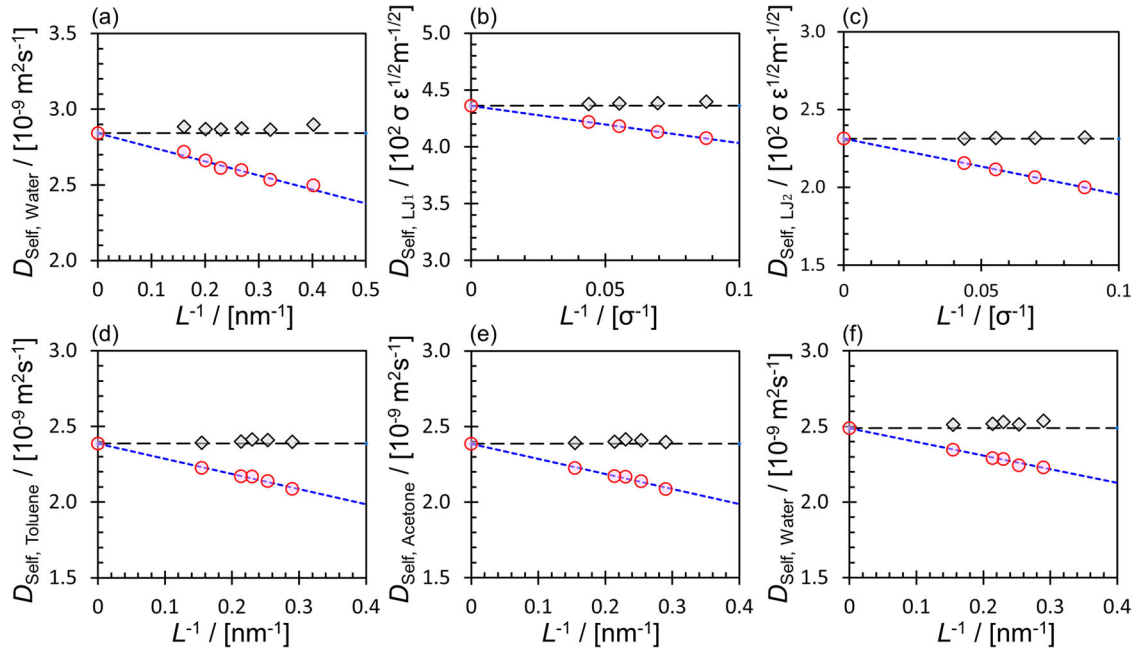 (a)
D Self, Water / [10-9 m2s-1]
3.5
3.0
2.5
2.0
0 0.1 0.2 0.3 0.4 0.5
L-1 / [nm-1]
(b)
D Self, LJ1 / [102 σ ε1/2m-1/2]
5.0
4.5
4.0
3.5
3.0
0 0.05 0.1
L-1 / [σ-1]
(c)
D Self, LJ2 / [102 σ ε1/2m-1/2]
3.0
2.5
2.0
1.5
0 0.05 0.1
L-1 / [σ-1]
(d)
D Self, Toluene / [10-9 m2s-1]
3.0
2.5
2.0
1.5
0 0.1 0.2 0.3 0.4
L-1 / [nm-1]
(e)
D Self, Acetone / [10-9 m2s-1]
3.0
2.5
2.0
1.5
0 0.1 0.2 0.3 0.4
L-1 / [nm-1]
(f)
D Self, Water / [10-9 m2s-1]
3.0
2.5
2.0
1.5
0 0.1 0.2 0.3 0.4
L-1 / [nm-1]